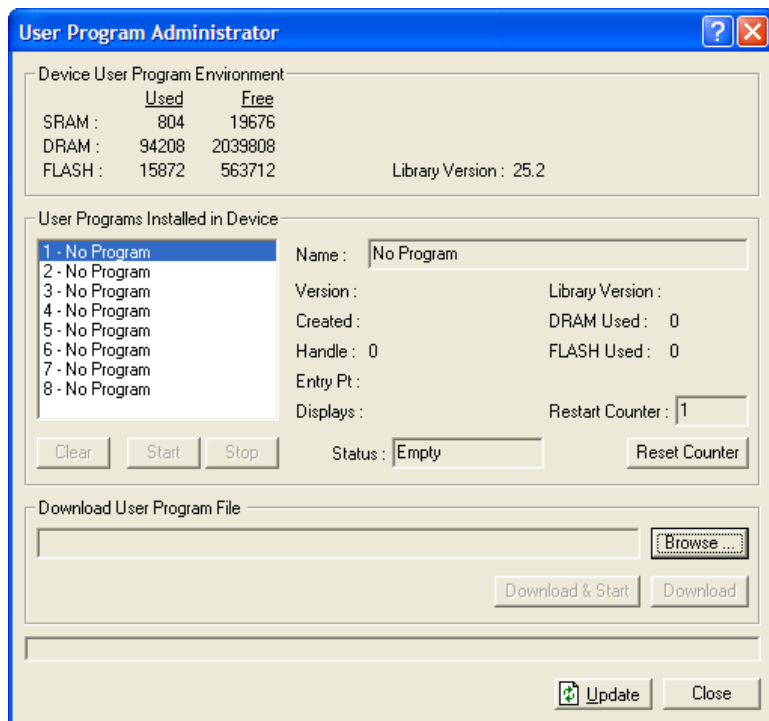 User Program Administrator
Device User Program Environment
Used Free
SRAM : 804 19676
DRAM : 94208 2039808
FLASH : 15872 563712 Library Version : 25.2
User Programs Installed in Device
1 - No Program
2 - No Program
3 - No Program
4 - No Program
5 - No Program
6 - No Program
7 - No Program
8 - No Program
Name : No Program
Version : Library Version :
Created : DRAM Used : 0
Handle : 0 FLASH Used : 0
Entry Pt :
Displays : Restart Counter : 1
Clear Start Stop Status : Empty Reset Counter
Download User Program File
Browse ...
Download & Start Download
Update Close